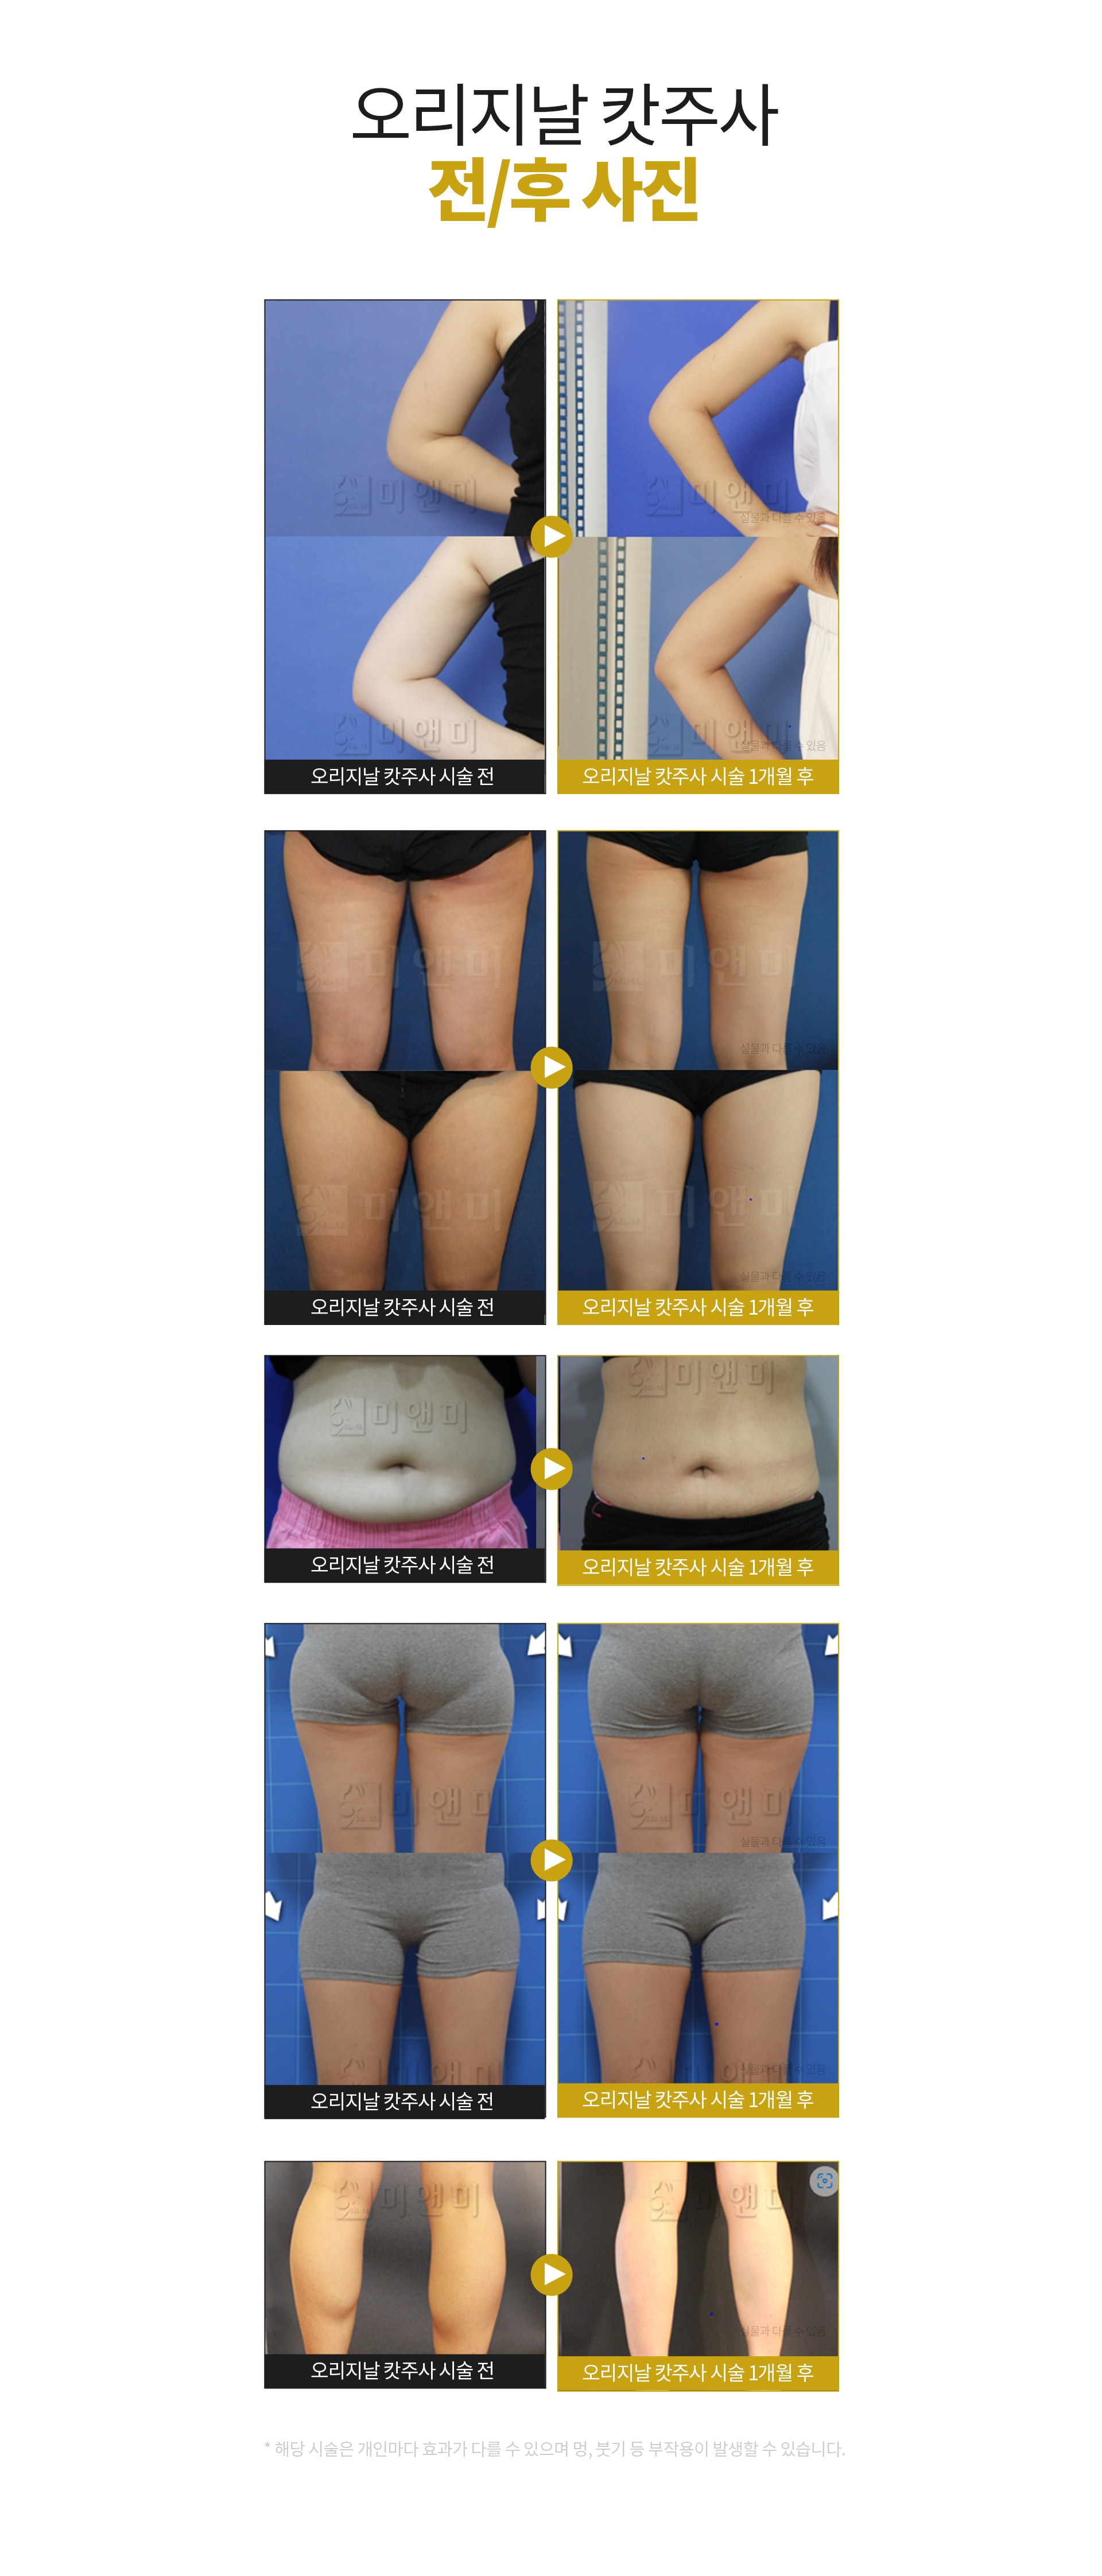 오리지날 캇주사
전/후 사진
미앤미
미앤미
실물과 다를 수 있음
미앤미
미앤미
실물과 다를 수 있음
오리지날 캇주사 시술 전
오리지날 캇주사 시술 1개월 후
미앤미
미앤미
실물과 다를 수 있음
미앤미
미앤미
실물과 다를 수 있음
오리지날 캇주사 시술 전
오리지날 캇주사 시술 1개월 후
미앤미
미앤미
오리지날 캇주사 시술 전
오리지날 캇주사 시술 1개월 후
미앤미
미앤미
실물과 다를 수 있음
미앤미
미앤미
실물과 다를 수 있음
오리지날 캇주사 시술 전
오리지날 캇주사 시술 1개월 후
미앤미
미앤미
실물과 다를 수 있음
오리지날 캇주사 시술 전
오리지날 캇주사 시술 1개월 후
* 해당 시술은 개인마다 효과가 다를 수 있으며 멍, 붓기 등 부작용이 발생할 수 있습니다.